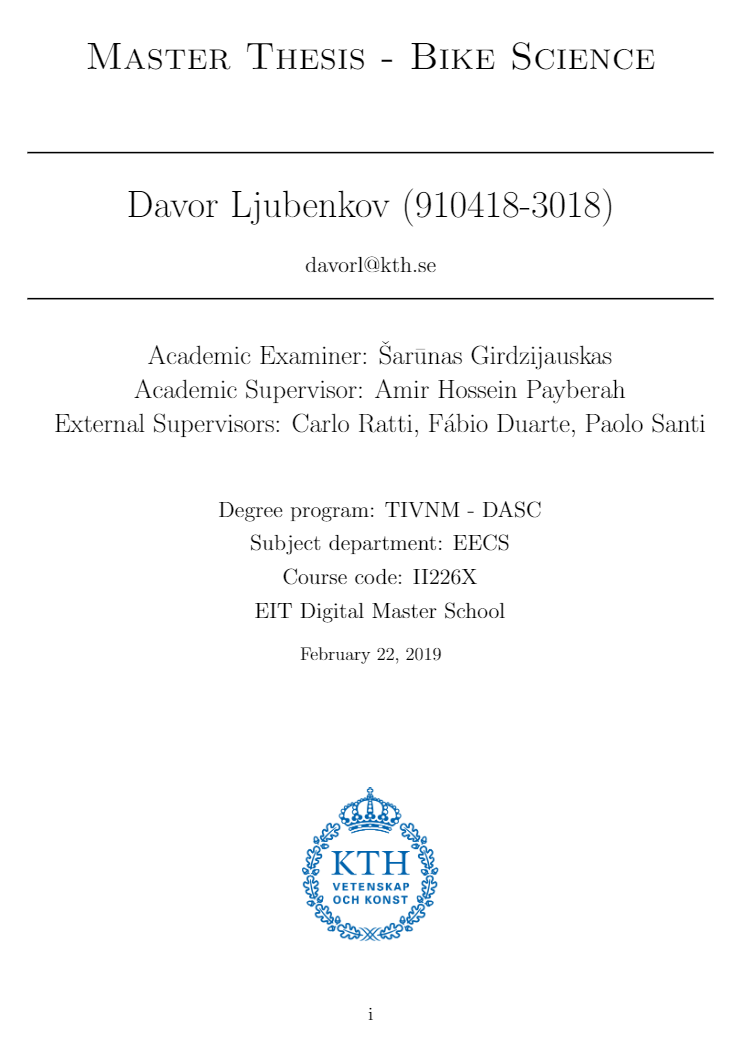 Master Thesis - Bike Science
Davor Ljubenkov (910418-3018)
davorl@kth.se
Academic Examiner: Šarūnas Girdzijauskas
Academic Supervisor: Amir Hossein Payberah
External Supervisors: Carlo Ratti, Fábio Duarte, Paolo Santi
Degree program: TIVNM - DASC
Subject department: EECS
Course code: II226X
EIT Digital Master School
February 22, 2019
KTH
VETENSKAP
OCH KONST
i